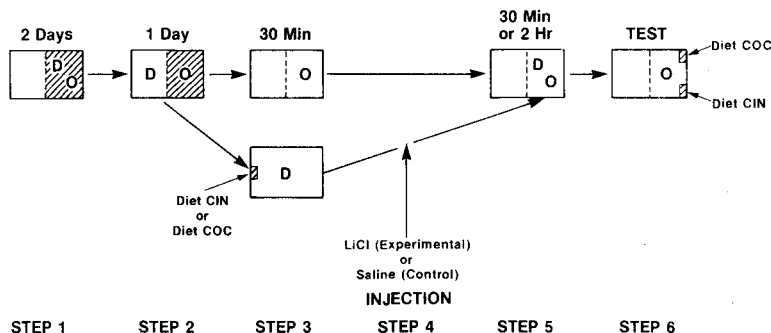 2 Days
1 Day
30 Min
30 Min
or 2 Hr
TEST
D
O
D
O
O
D
O
O
Diet COC
Diet CIN
D
Diet CIN
or
Diet COC
LiCl (Experimental)
or
Saline (Control)
INJECTION
STEP 1
STEP 2
STEP 3
STEP 4
STEP 5
STEP 6